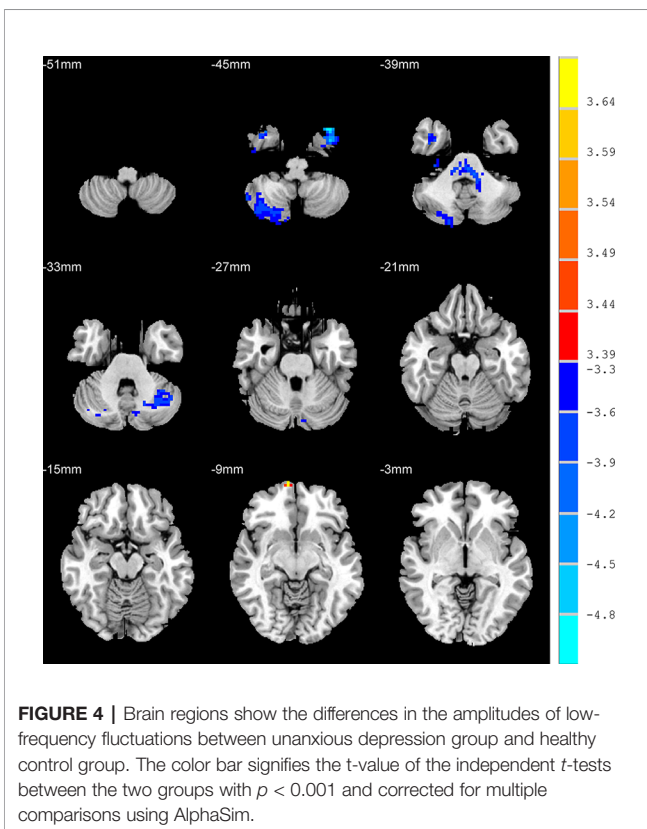 -51mm
-45mm
-39mm
-33mm
-27mm
-21mm
-15mm
-9mm
-3mm
3.64
3.59
3.54
3.49
3.44
3.39
-3.3
-3.6
-3.9
-4.2
-4.5
-4.8
FIGURE 4 | Brain regions show the differences in the amplitudes of low-
frequency fluctuations between unanxious depression group and healthy
control group. The color bar signifies the t-value of the independent t-tests
between the two groups with p < 0.001 and corrected for multiple
comparisons using AlphaSim.